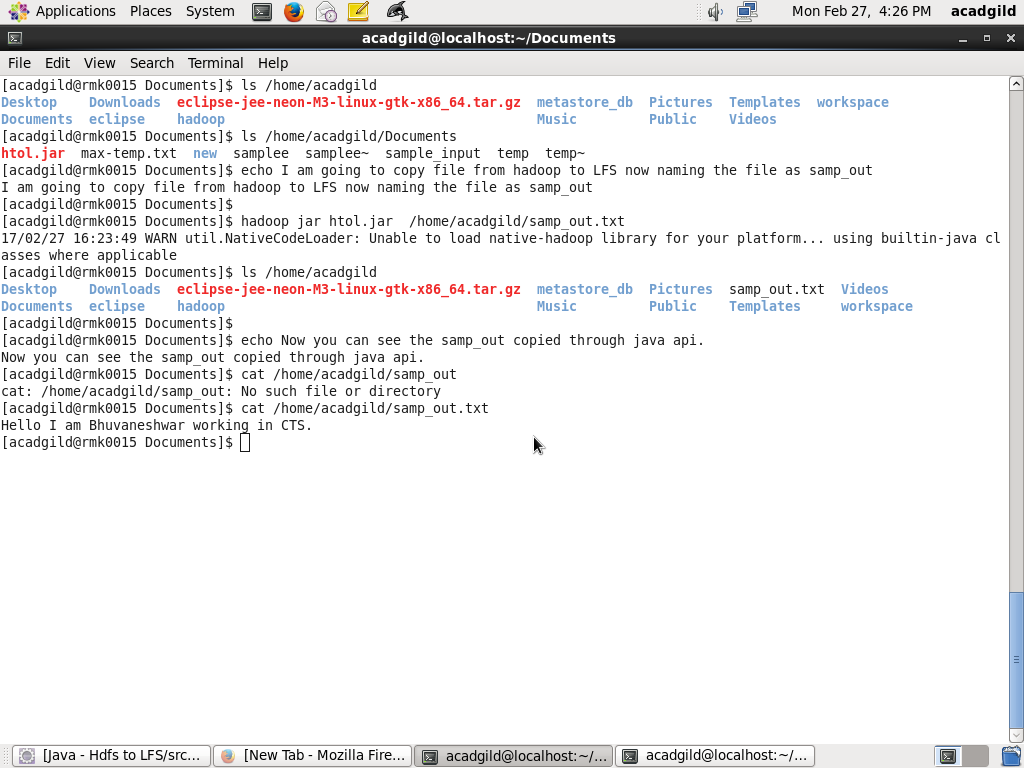 Applications Places System Mon Feb 27, 4:26 PM acadgild
acadgild@localhost:~/Documents
File Edit View Search Terminal Help
[acadgild@rmk0015 Documents]$ ls /home/acadgild
Desktop Downloads eclipse-jee-neon-M3-linux-gtk-x86_64.tar.gz metastore_db Pictures Templates workspace
Documents eclipse hadoop Music Public Videos
[acadgild@rmk0015 Documents]$ ls /home/acadgild/Documents
htol.jar max-temp.txt new samplee samplee~ sample_input temp temp~
[acadgild@rmk0015 Documents]$ echo I am going to copy file from hadoop to LFS now naming the file as samp_out
I am going to copy file from hadoop to LFS now naming the file as samp_out
[acadgild@rmk0015 Documents]$
[acadgild@rmk0015 Documents]$ hadoop jar htol.jar  /home/acadgild/samp_out.txt
17/02/27 16:23:49 WARN util.NativeCodeLoader: Unable to load native-hadoop library for your platform... using builtin-java cl
asses where applicable
[acadgild@rmk0015 Documents]$ ls /home/acadgild
Desktop Downloads eclipse-jee-neon-M3-linux-gtk-x86_64.tar.gz metastore_db Pictures samp_out.txt Videos
Documents eclipse hadoop Music Public Templates workspace
[acadgild@rmk0015 Documents]$
[acadgild@rmk0015 Documents]$ echo Now you can see the samp_out copied through java api.
Now you can see the samp_out copied through java api.
[acadgild@rmk0015 Documents]$ cat /home/acadgild/samp_out
cat: /home/acadgild/samp_out: No such file or directory
[acadgild@rmk0015 Documents]$ cat /home/acadgild/samp_out.txt
Hello I am Bhuvaneshwar working in CTS.
[acadgild@rmk0015 Documents]$
[Java - Hdfs to LFS/src... [New Tab - Mozilla Fire... acadgild@localhost:~/... acadgild@localhost:~/...